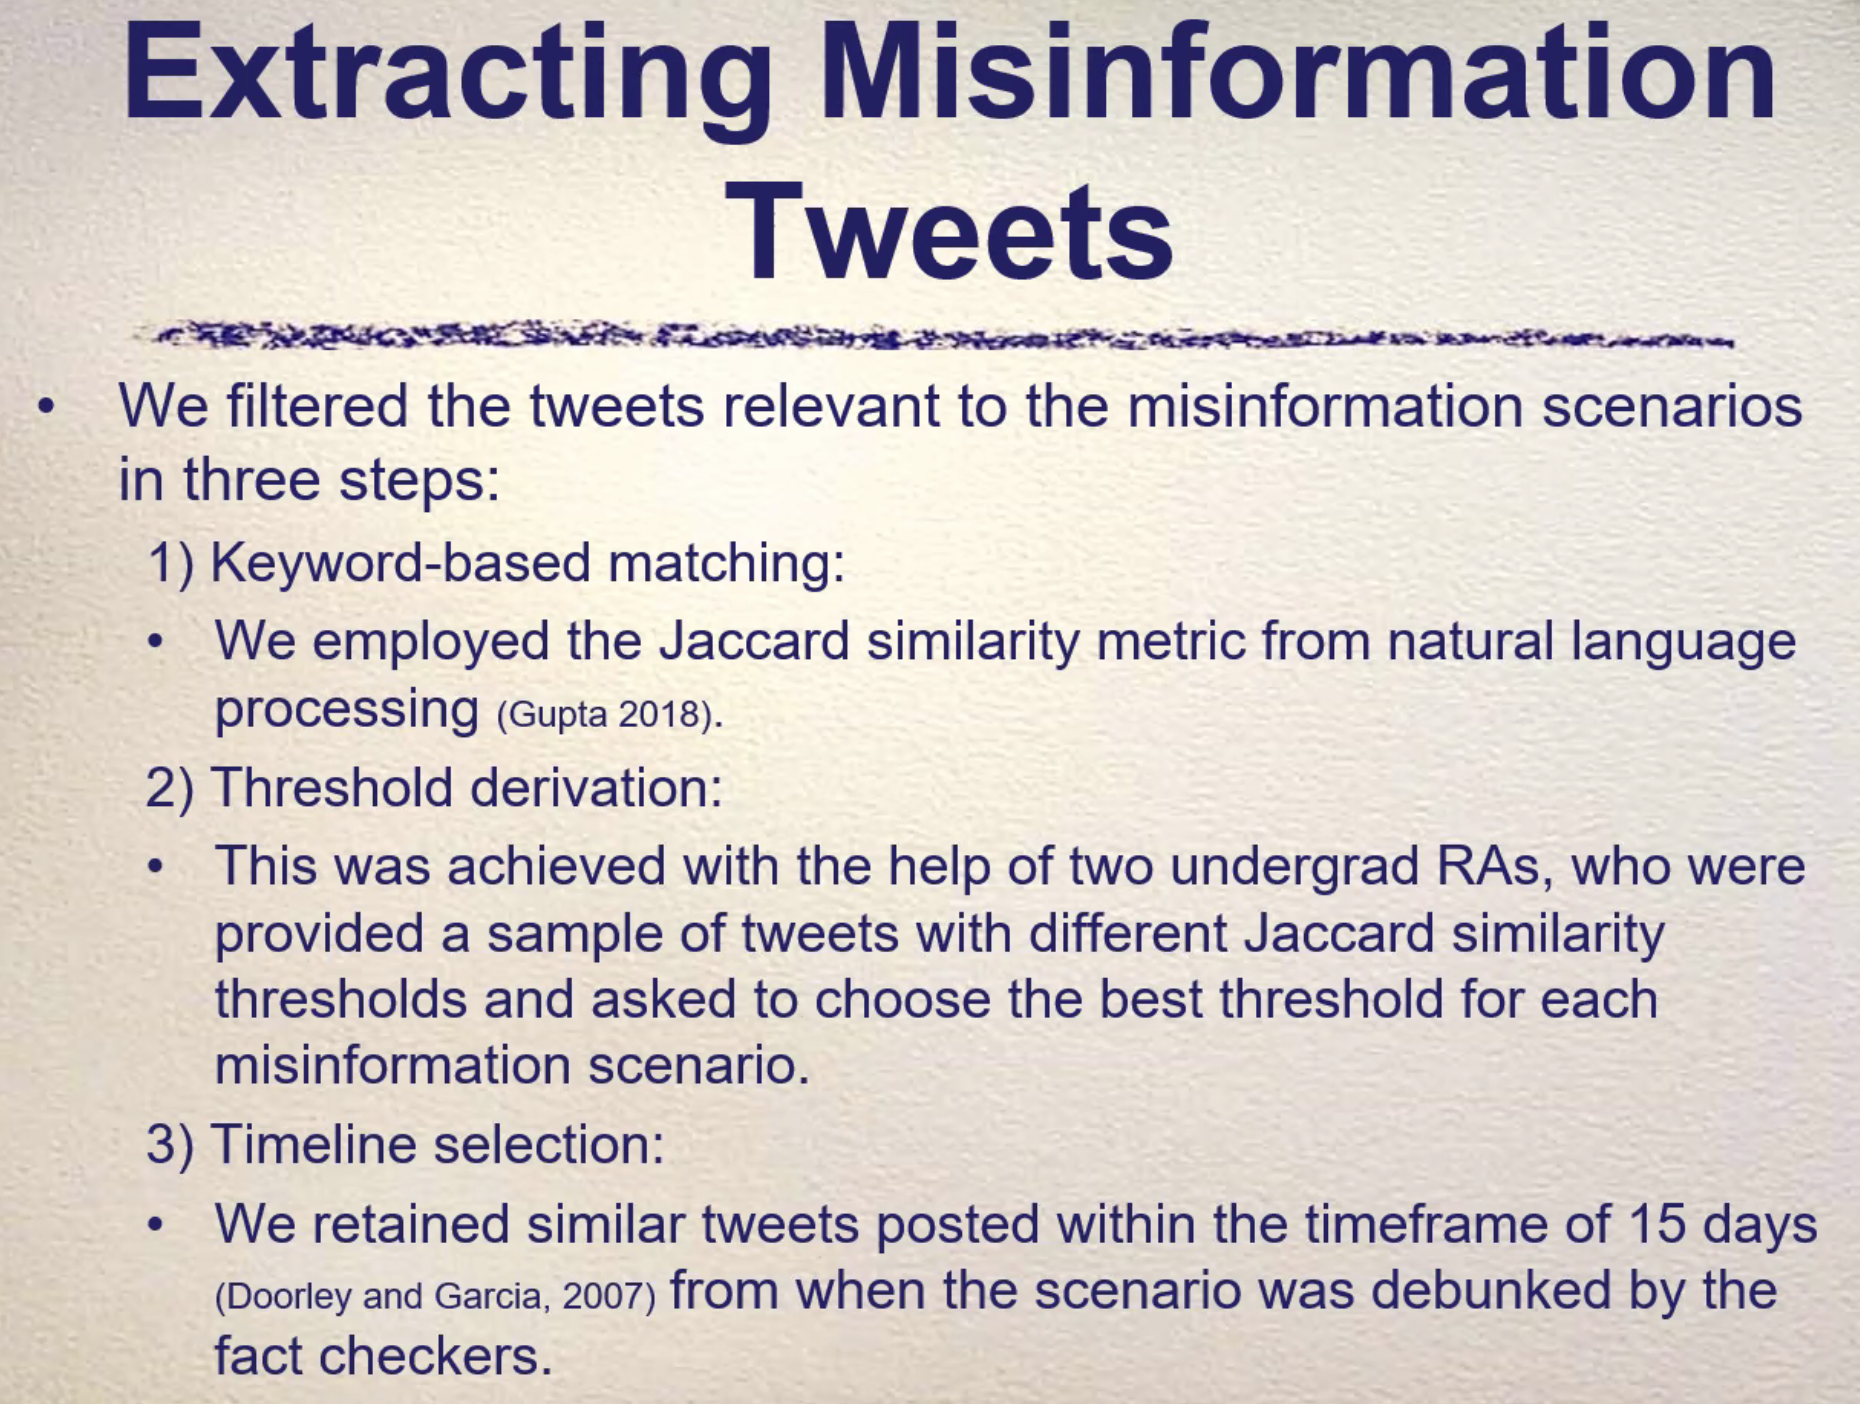 Extracting Misinformation
Tweets
• We filtered the tweets relevant to the misinformation scenarios
in three steps:
1) Keyword-based matching:
• We employed the Jaccard similarity metric from natural language
processing (Gupta 2018).
2) Threshold derivation:
• This was achieved with the help of two undergrad RAs, who were
provided a sample of tweets with different Jaccard similarity
thresholds and asked to choose the best threshold for each
misinformation scenario.
3) Timeline selection:
• We retained similar tweets posted within the timeframe of 15 days
(Doorley and Garcia, 2007) from when the scenario was debunked by the
fact checkers.